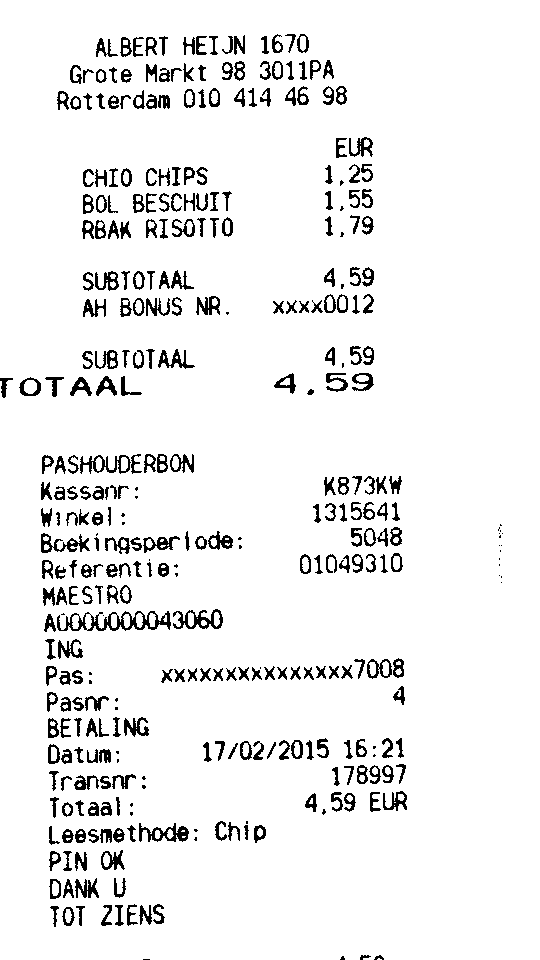 ALBERT HEIJN 1670
Grote Markt 98 3011PA
Rotterdam 010 414 46 98
EUR
CHIO CHIPS 1,25
BOL BESCHUIT 1,55
RBAK RISOTTO 1,79
SUBTOTAAL 4,59
AH BONUS NR. xxxx0012
SUBTOTAAL 4,59
TOTAAL 4,59
PASHOUDERBON
Kassanr: K873KW
Winkel: 1315641
Boekingsperiode: 5048
Referentie: 01049310
MAESTRO
A0000000043060
ING
Pas: xxxxxxxxxxxxxxx7008
Pasnr: 4
BETALING
Datum: 17/02/2015 16:21
Transnr: 178997
Totaal: 4,59 EUR
Leesmethode: Chip
PIN OK
DANK U
TOT ZIENS